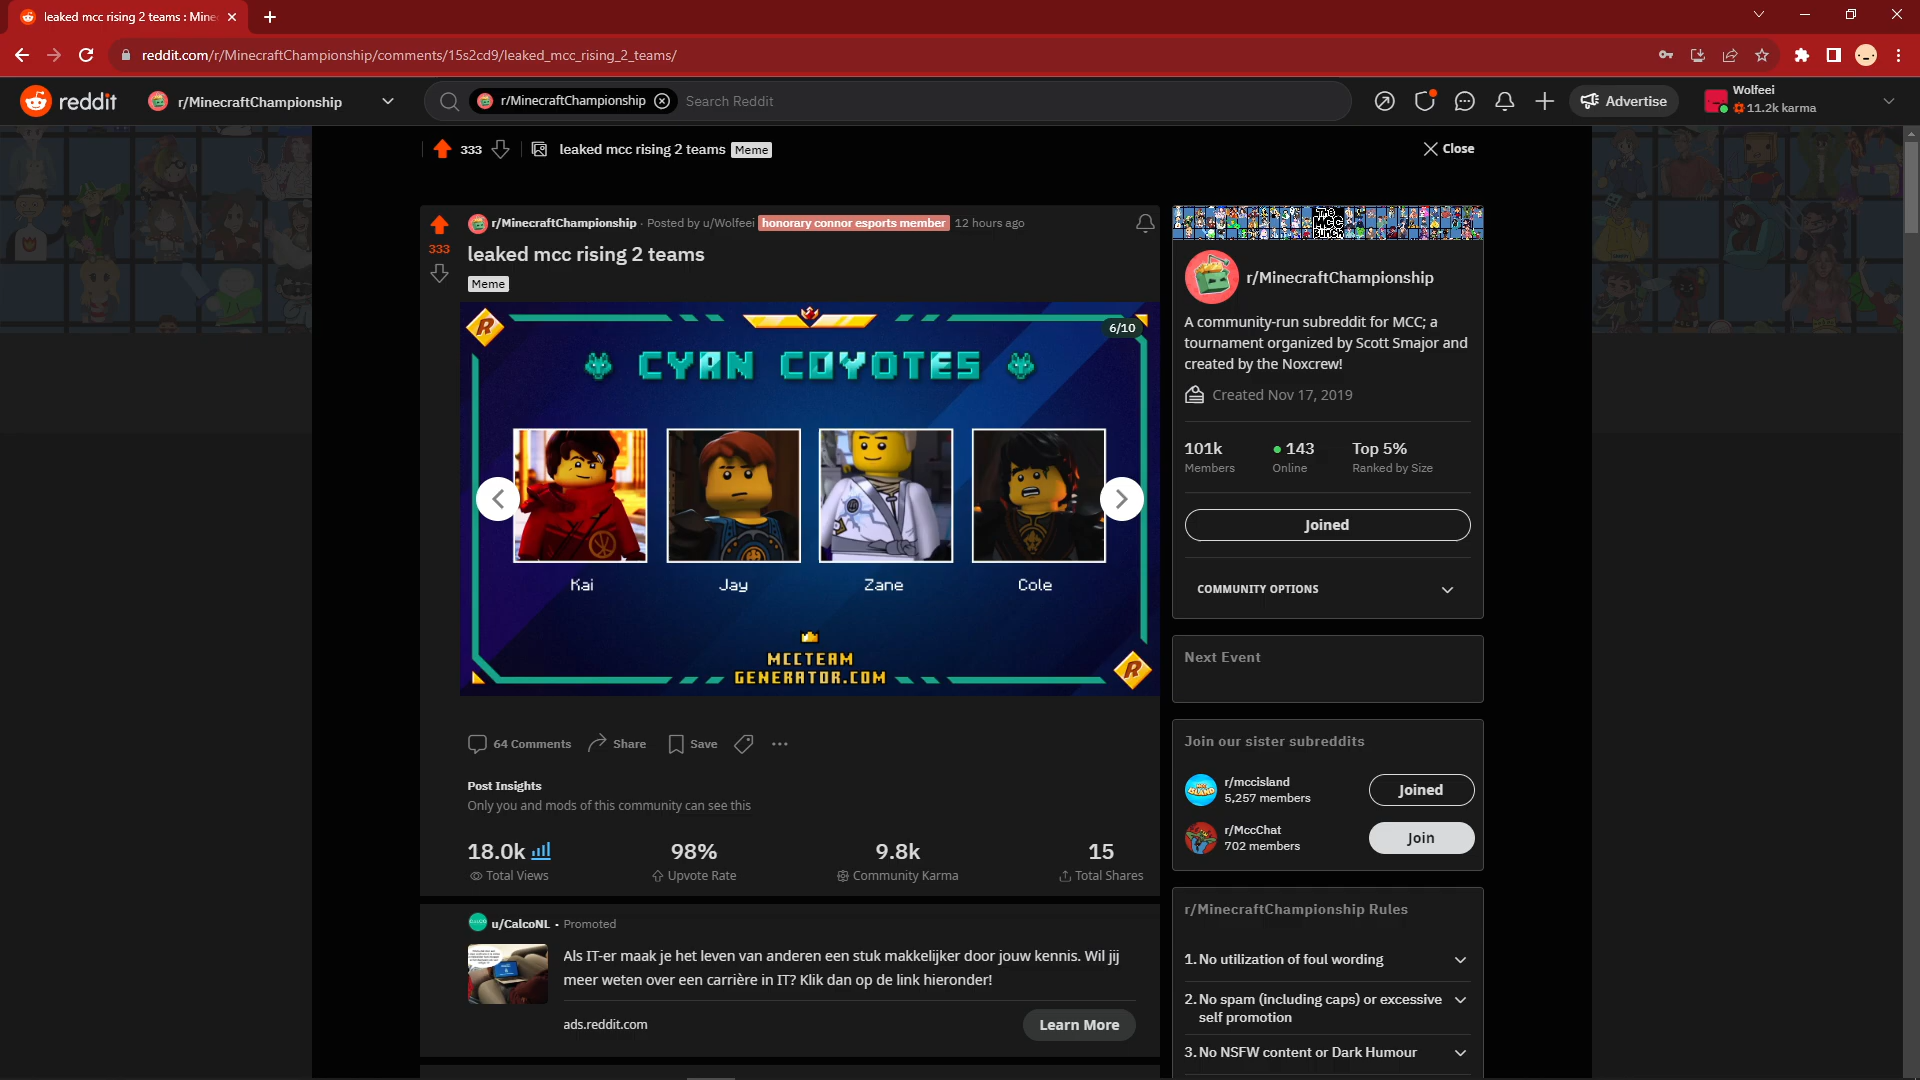 leaked mcc rising 2 teams : Mine
reddit.com/r/MinecraftChampionship/comments/15s2cd9/leaked_mcc_rising_2_teams/
reddit
r/MinecraftChampionship
r/MinecraftChampionship
Search Reddit
Advertise
Wolfeei
11.2k karma
333
leaked mcc rising 2 teams
Meme
Close
333
r/MinecraftChampionship · Posted by u/Wolfeei honorary connor esports member 12 hours ago
leaked mcc rising 2 teams
Meme
R
6/10
CYAN COYOTES
Kai
Jay
Zane
Cole
MCCTEAM
GENERATOR.COM
R
64 Comments
Share
Save
Post Insights
Only you and mods of this community can see this
18.0k
98%
9.8k
15
Total Views
Upvote Rate
Community Karma
Total Shares
u/CalcoNL · Promoted
Als IT-er maak je het leven van anderen een stuk makkelijker door jouw kennis. Wil jij
meer weten over een carrière in IT? Klik dan op de link hieronder!
ads.reddit.com
Learn More
The
MCC
Bunch
r/MinecraftChampionship
A community-run subreddit for MCC; a
tournament organized by Scott Smajor and
created by the Noxcrew!
Created Nov 17, 2019
101k
143
Top 5%
Members
Online
Ranked by Size
Joined
COMMUNITY OPTIONS
Next Event
Join our sister subreddits
r/mccisland
5,257 members
Joined
r/MccChat
702 members
Join
r/MinecraftChampionship Rules
1. No utilization of foul wording
2. No spam (including caps) or excessive
self promotion
3. No NSFW content or Dark Humour